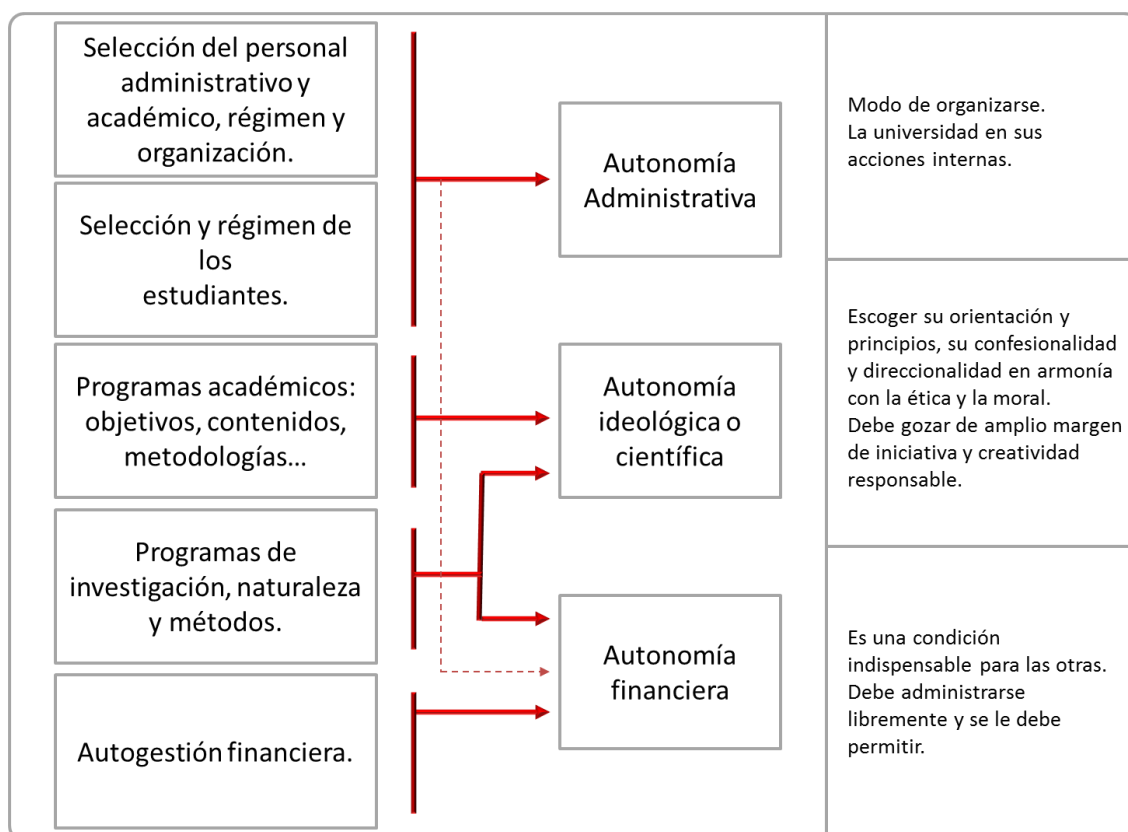 Selección del personal
administrativo y
académico, régimen y
organización.
Selección y régimen de
los
estudiantes.
Programas académicos:
objetivos, contenidos,
metodologías...
Programas de
investigación, naturaleza
y métodos.
Autogestión financiera.
Autonomía
Administrativa
Autonomía
ideológica o
científica
Autonomía
financiera
Modo de organizarse.
La universidad en sus
acciones internas.
Escoger su orientación y
principios, su confesionalidad
y direccionalidad en armonía
con la ética y la moral.
Debe gozar de amplio margen
de iniciativa y creatividad
responsable.
Es una condición
indispensable para las otras.
Debe administrarse
libremente y se le debe
permitir.